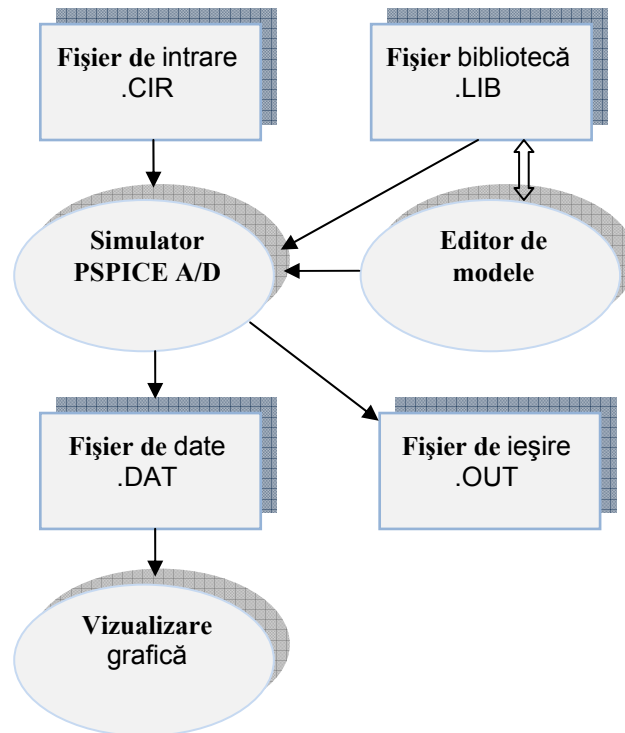 Fişier de intrare
.CIR
Fişier bibliotecă
.LIB
Simulator
PSPICE A/D
Editor de
modele
Fişier de date
.DAT
Fişier de ieşire
.OUT
Vizualizare
grafică